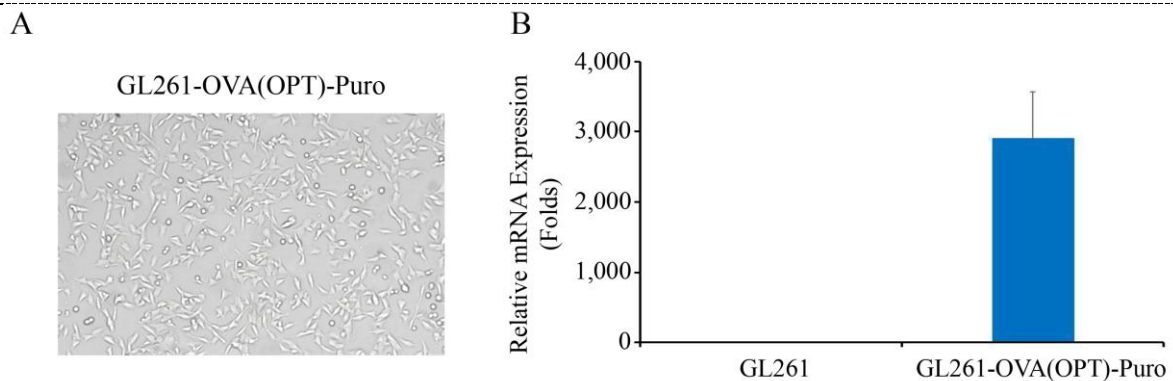 A
GL261-OVA(OPT)-Puro
B
Relative mRNA Expression
(Folds)
4,000
3,000
2,000
1,000
0
GL261
GL261-OVA(OPT)-Puro